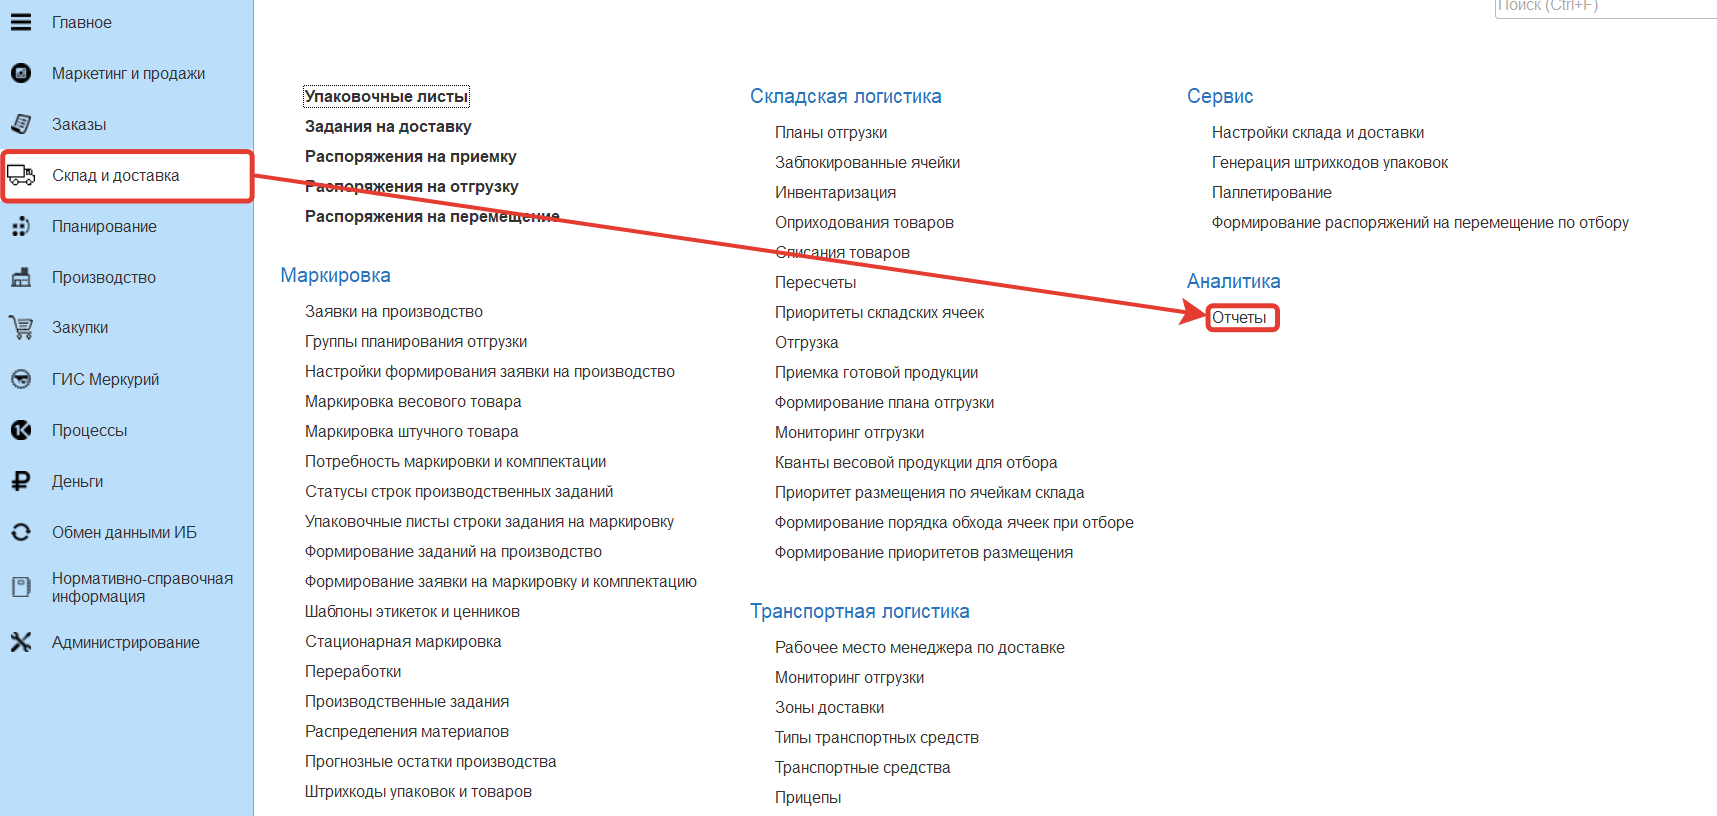 Главное
Маркетинг и продажи
Заказы
Склад и доставка
Планирование
Производство
Закупки
ГИС Меркурий
Процессы
Деньги
Обмен данными ИБ
Нормативно-справочная
информация
Администрирование
Поиск (Ctrl+F)
Упаковочные листы
Задания на доставку
Распоряжения на приемку
Распоряжения на отгрузку
Распоряжения на перемещение
Маркировка
Заявки на производство
Группы планирования отгрузки
Настройки формирования заявки на производство
Маркировка весового товара
Маркировка штучного товара
Потребность маркировки и комплектации
Статусы строк производственных заданий
Упаковочные листы строки задания на маркировку
Формирование заданий на производство
Формирование заявки на маркировку и комплектацию
Шаблоны этикеток и ценников
Стационарная маркировка
Переработки
Производственные задания
Распределения материалов
Прогнозные остатки производства
Штрихкоды упаковок и товаров
Складская логистика
Планы отгрузки
Заблокированные ячейки
Инвентаризация
Оприходования товаров
Списания товаров
Пересчеты
Приоритеты складских ячеек
Отгрузка
Приемка готовой продукции
Формирование плана отгрузки
Мониторинг отгрузки
Кванты весовой продукции для отбора
Приоритет размещения по ячейкам склада
Формирование порядка обхода ячеек при отборе
Формирование приоритетов размещения
Транспортная логистика
Рабочее место менеджера по доставке
Мониторинг отгрузки
Зоны доставки
Типы транспортных средств
Транспортные средства
Прицепы
Сервис
Настройки склада и доставки
Генерация штрихкодов упаковок
Паллетирование
Формирование распоряжений на перемещение по отбору
Аналитика
Отчеты